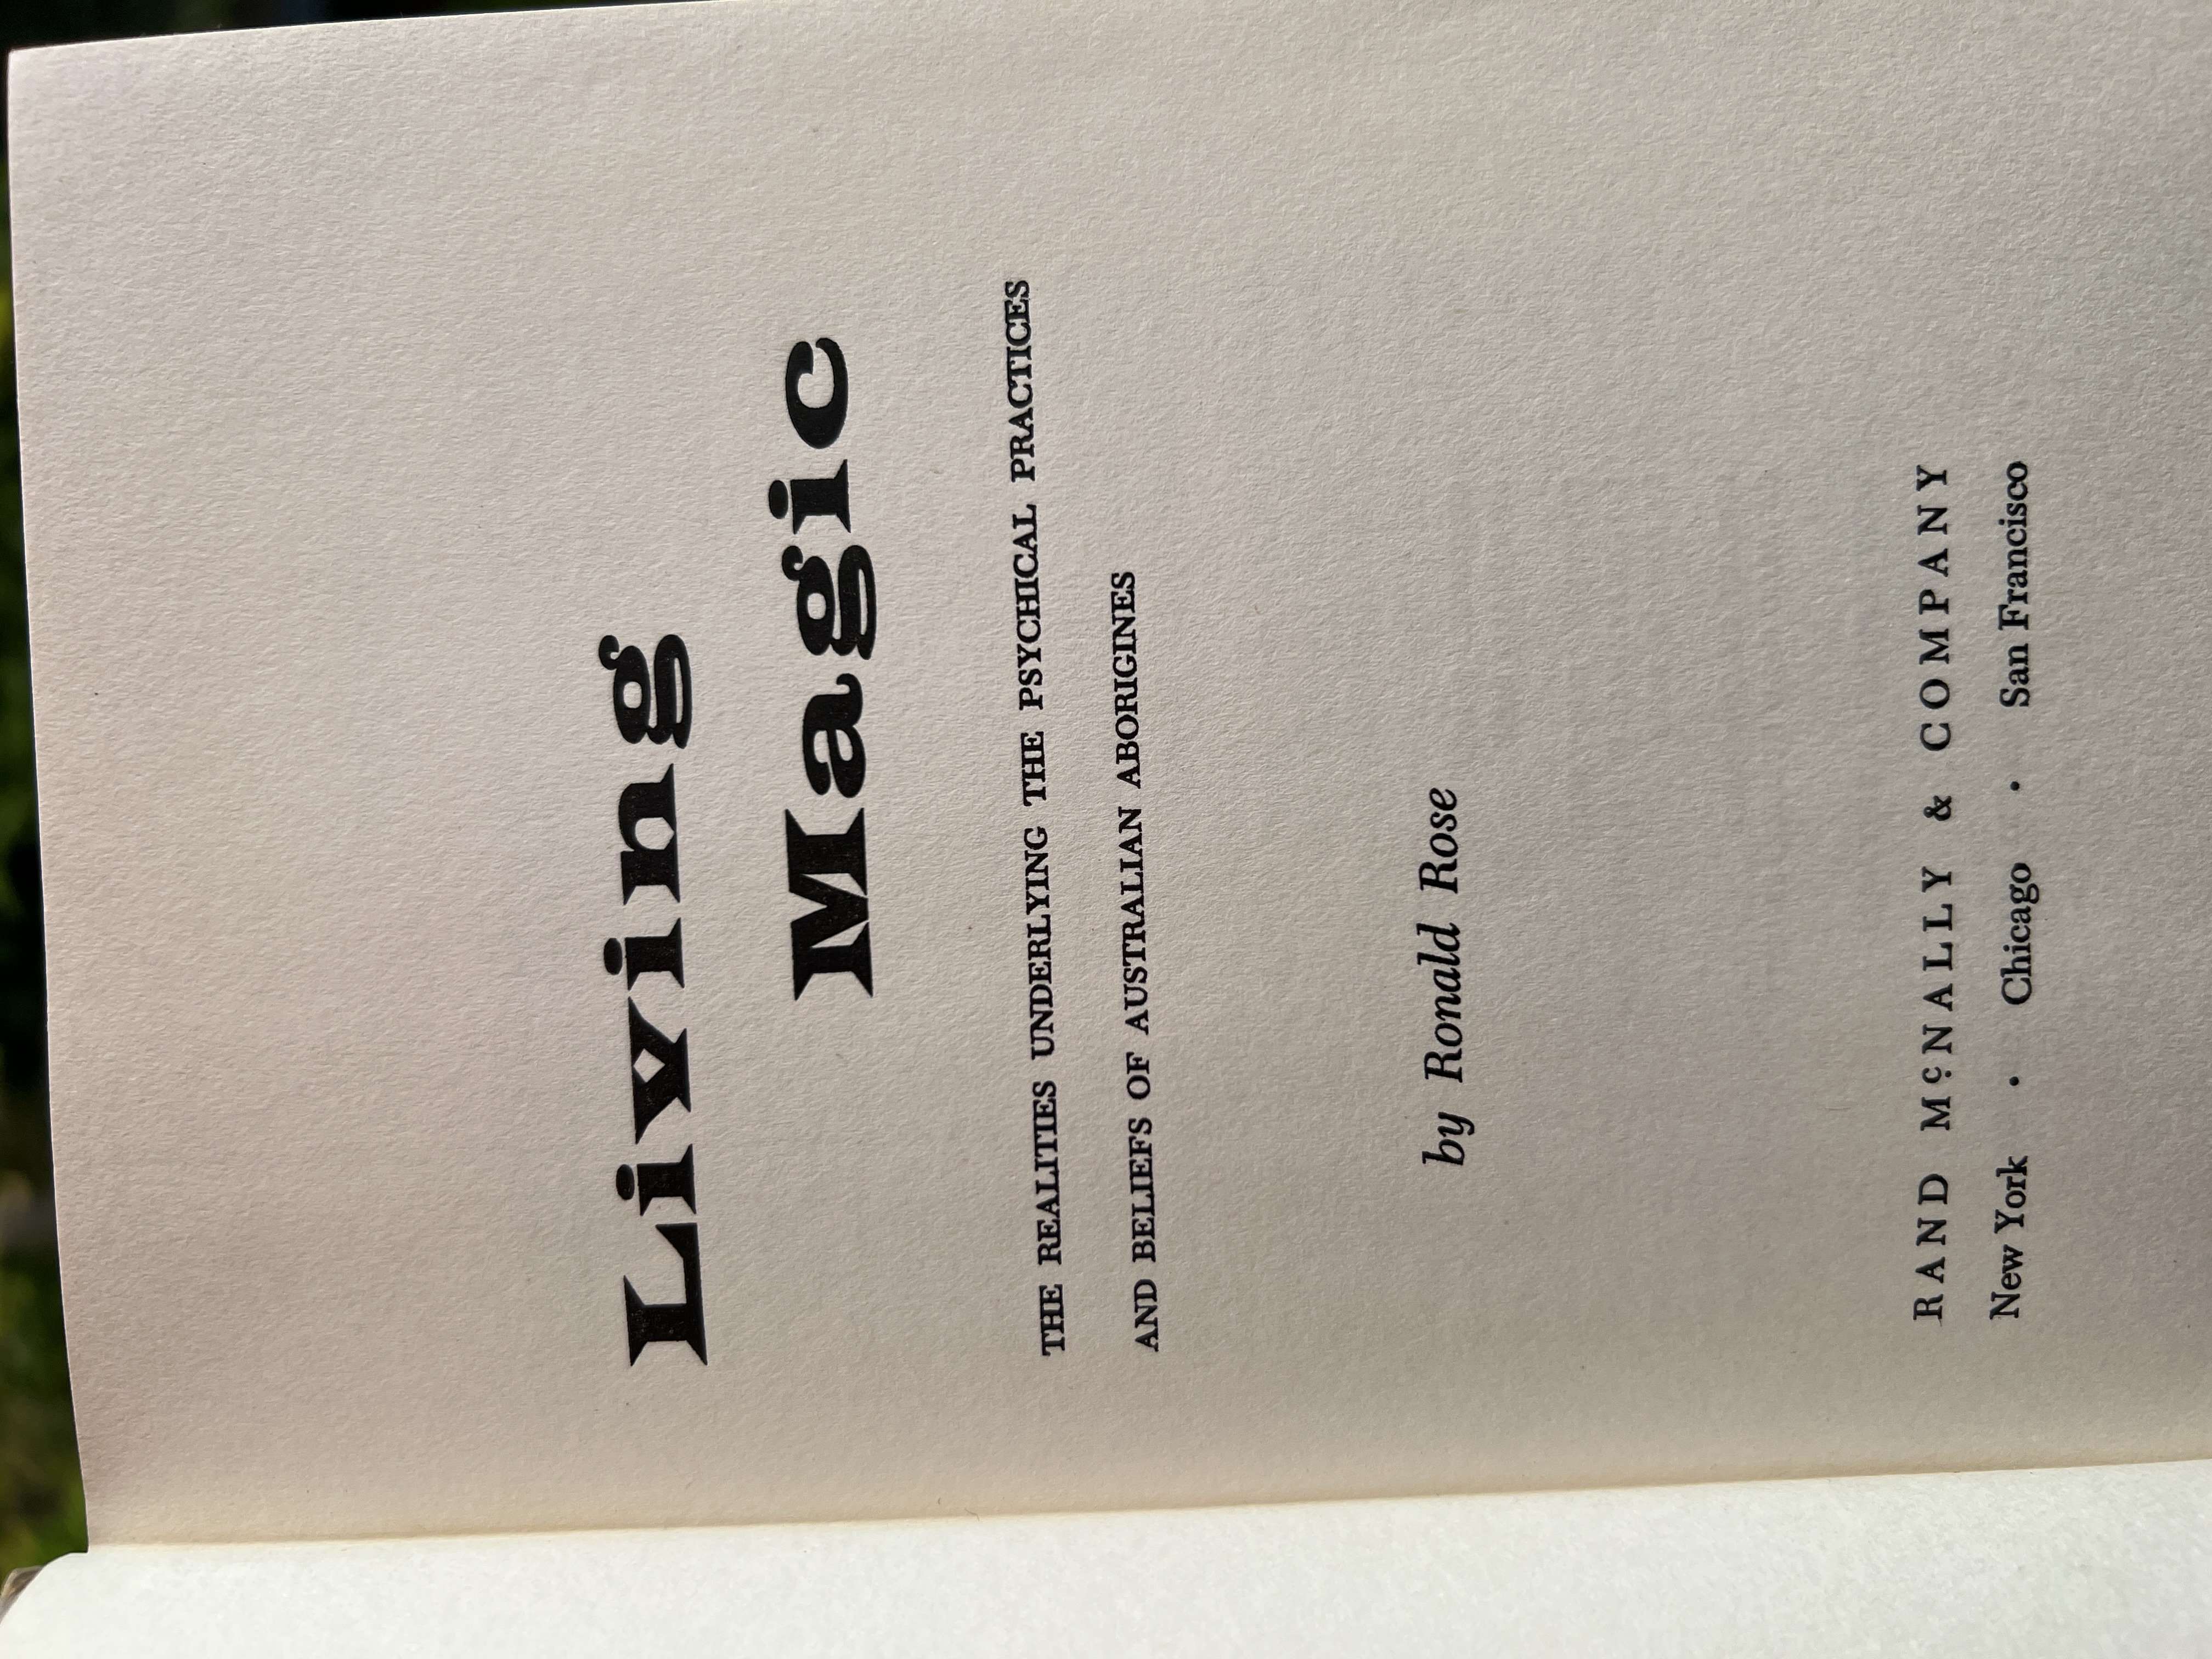 Living
Magic
THE REALITIES UNDERLYING THE PSYCHICAL PRACTICES
AND BELIEFS OF AUSTRALIAN ABORIGINES
by Ronald Rose
RAND McNALLY & COMPANY
New York • Chicago • San Francisco